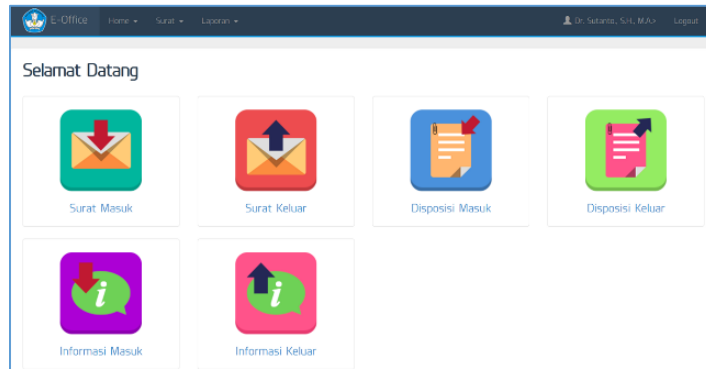 E-Office Home Surat Laporan Dr. Sutanto, S.H., M.A> Logout
Selamat Datang
Surat Masuk Surat Keluar Disposisi Masuk Disposisi Keluar
Informasi Masuk Informasi Keluar